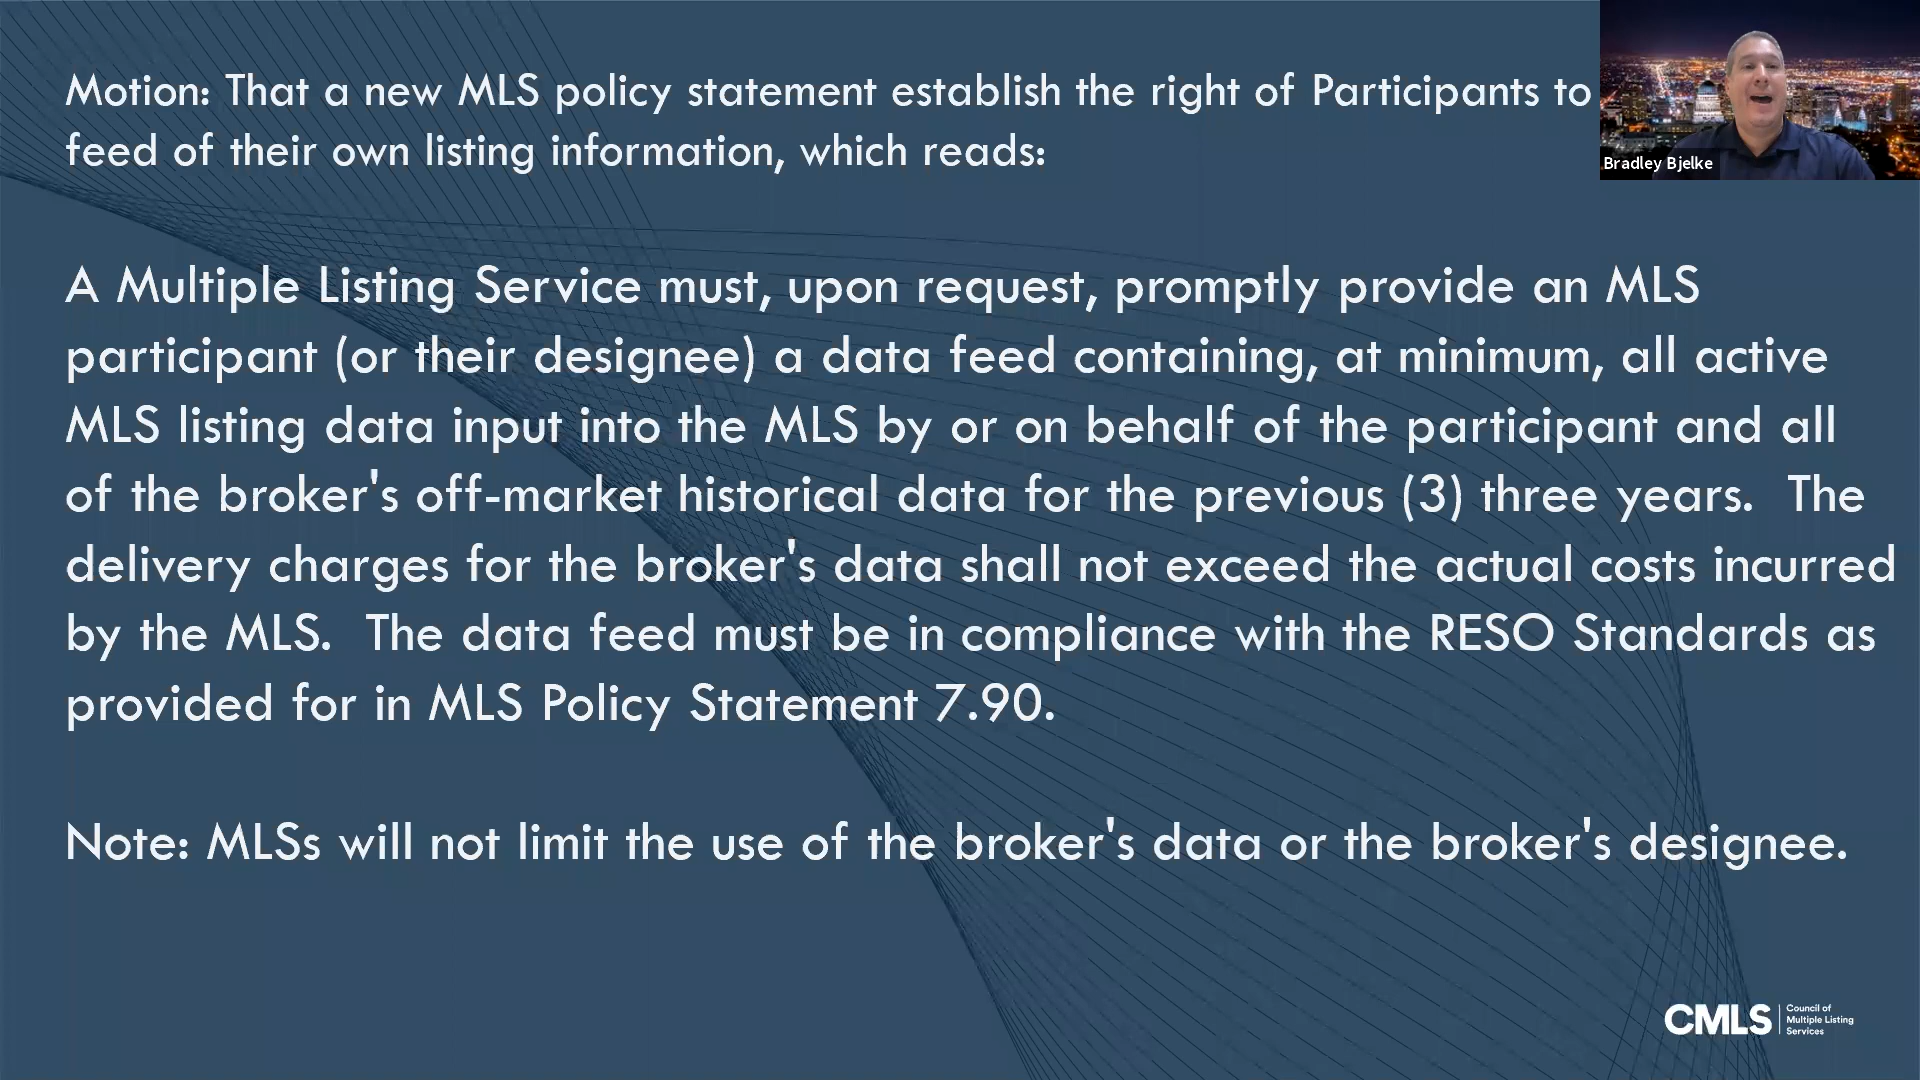 Motion: That a new MLS policy statement establish the right of Participants to
feed of their own listing information, which reads:
A Multiple Listing Service must, upon request, promptly provide an MLS
participant (or their designee) a data feed containing, at minimum, all active
MLS listing data input into the MLS by or on behalf of the participant and all
of the broker's off-market historical data for the previous (3) three years. The
delivery charges for the broker's data shall not exceed the actual costs incurred
by the MLS. The data feed must be in compliance with the RESO Standards as
provided for in MLS Policy Statement 7.90.
Note: MLSs will not limit the use of the broker's data or the broker's designee.
Bradley Bjelke
CMLS
Council of
Multiple Listing
Services